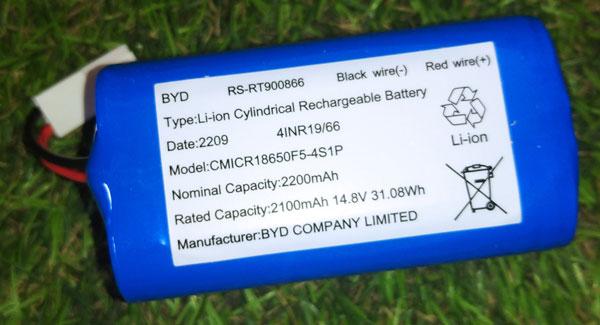 BYD RS-RT900866 Black wire(-) Red wire(+)
Type:Li-ion Cylindrical Rechargeable Battery
Date:2209 4INR19/66
Model:CMICR18650F5-4S1P
Nominal Capacity:2200mAh
Rated Capacity:2100mAh 14.8V 31.08Wh
Manufacturer:BYD COMPANY LIMITED
Li-ion